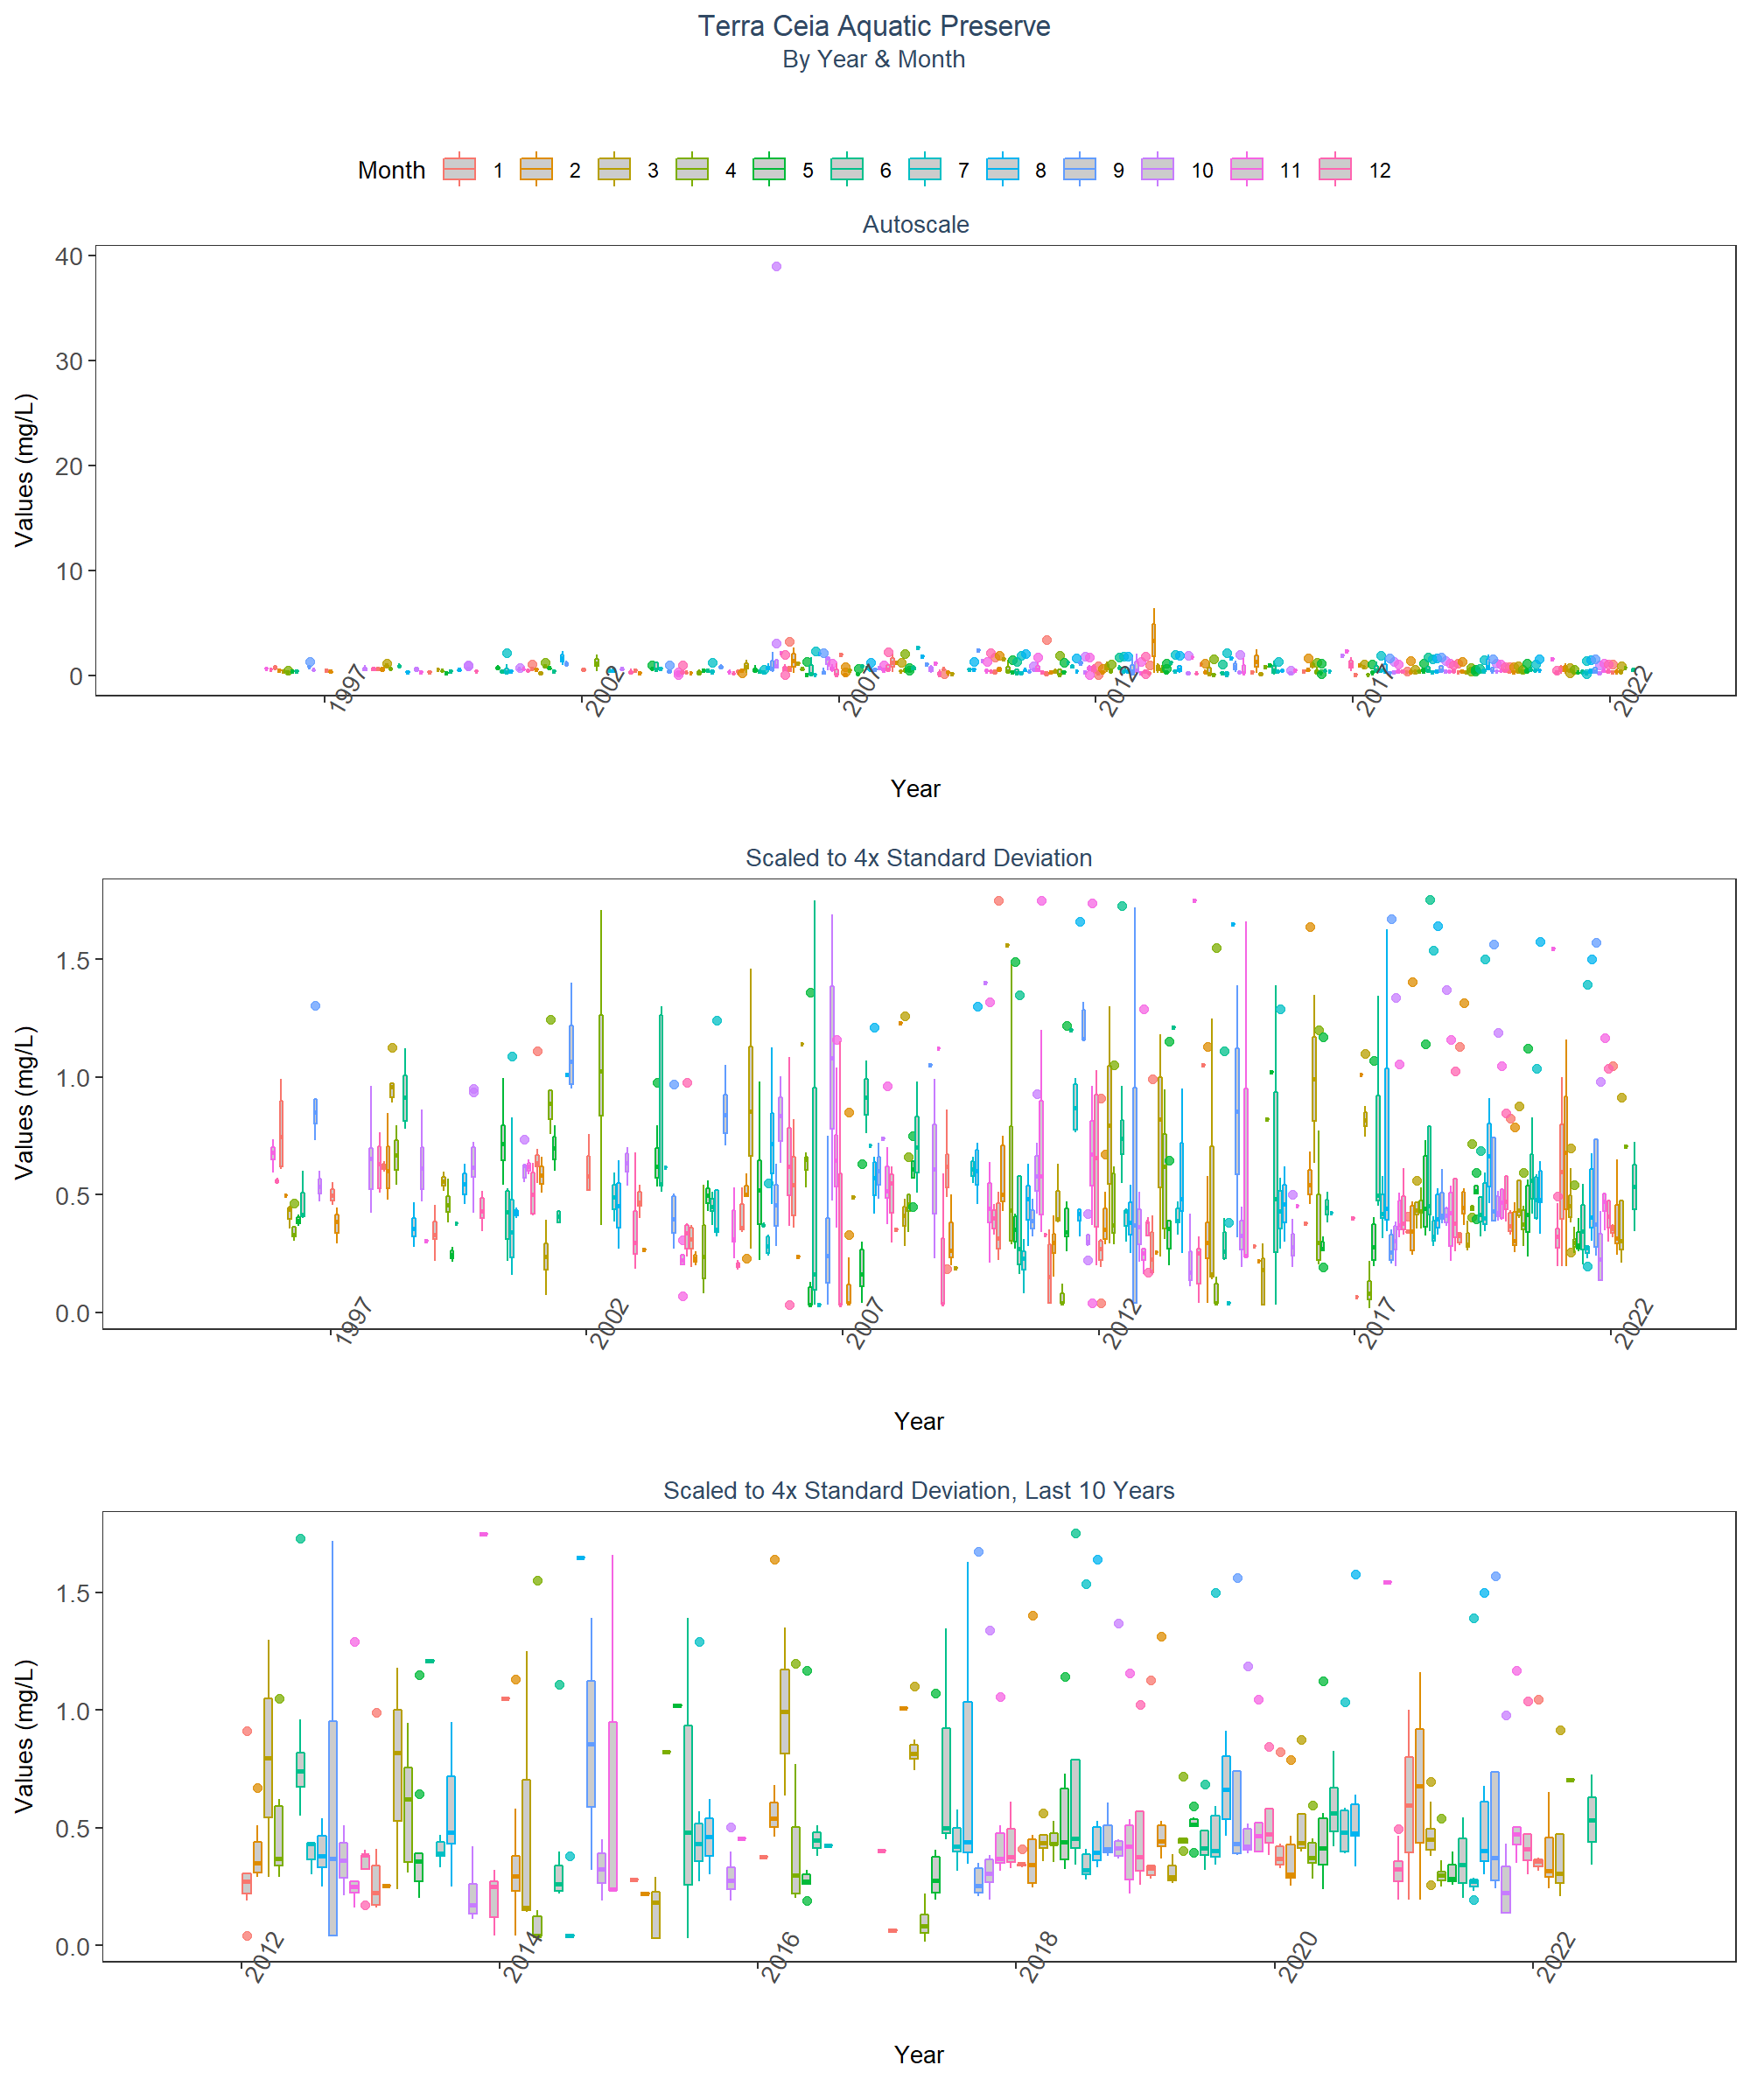 Terra Ceia Aquatic Preserve
By Year & Month
Month 1 2 3 4 5 6 7 8 9 10 11 12
Autoscale
Values (mg/L)
40
30
20
10
0
1997 2002 2007 2012 2017 2022
Year
Scaled to 4x Standard Deviation
Values (mg/L)
1.5
1.0
0.5
0.0
1997 2002 2007 2012 2017 2022
Year
Scaled to 4x Standard Deviation, Last 10 Years
Values (mg/L)
1.5
1.0
0.5
0.0
2012 2014 2016 2018 2020 2022
Year